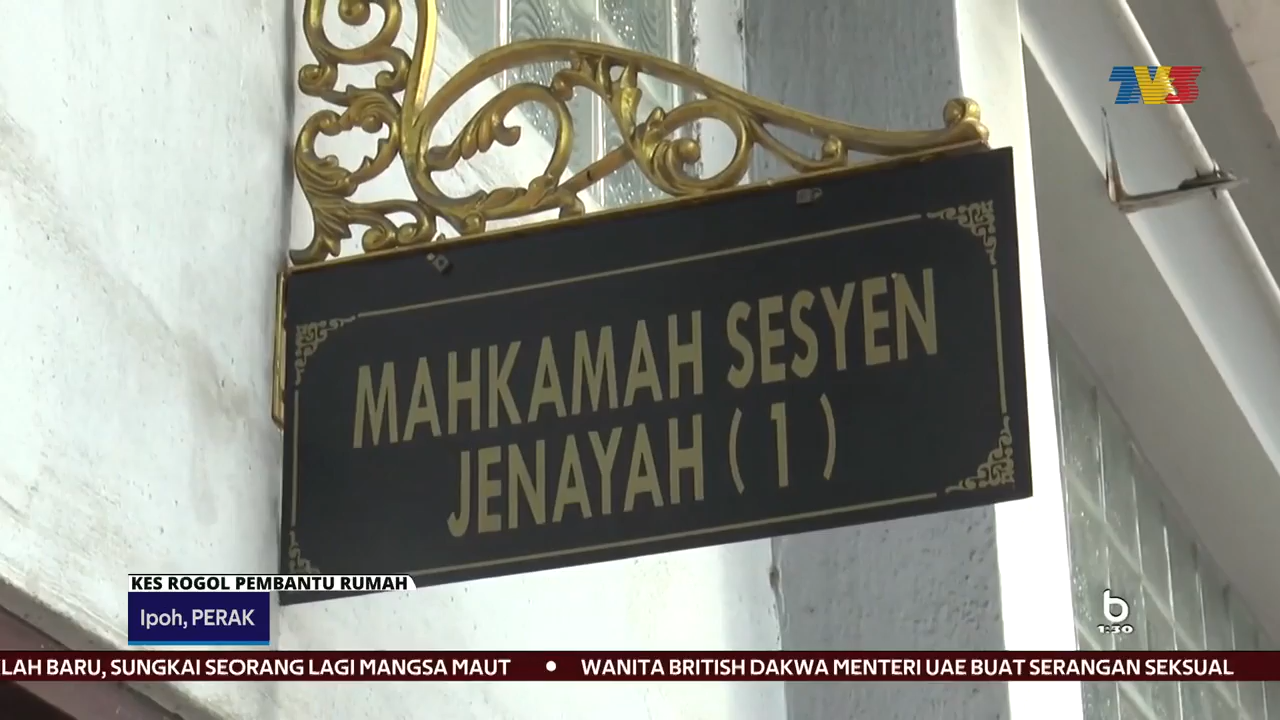 TV3
MAHKAMAH SESYEN
JENAYAH (1)
KES ROGOL PEMBANTU RUMAH
Ipoh, PERAK
b
1:30
LAH BARU, SUNGKAI SEORANG LAGI MANGSA MAUT • WANITA BRITISH DAKWA MENTERI UAE BUAT SERANGAN SEKSUAL